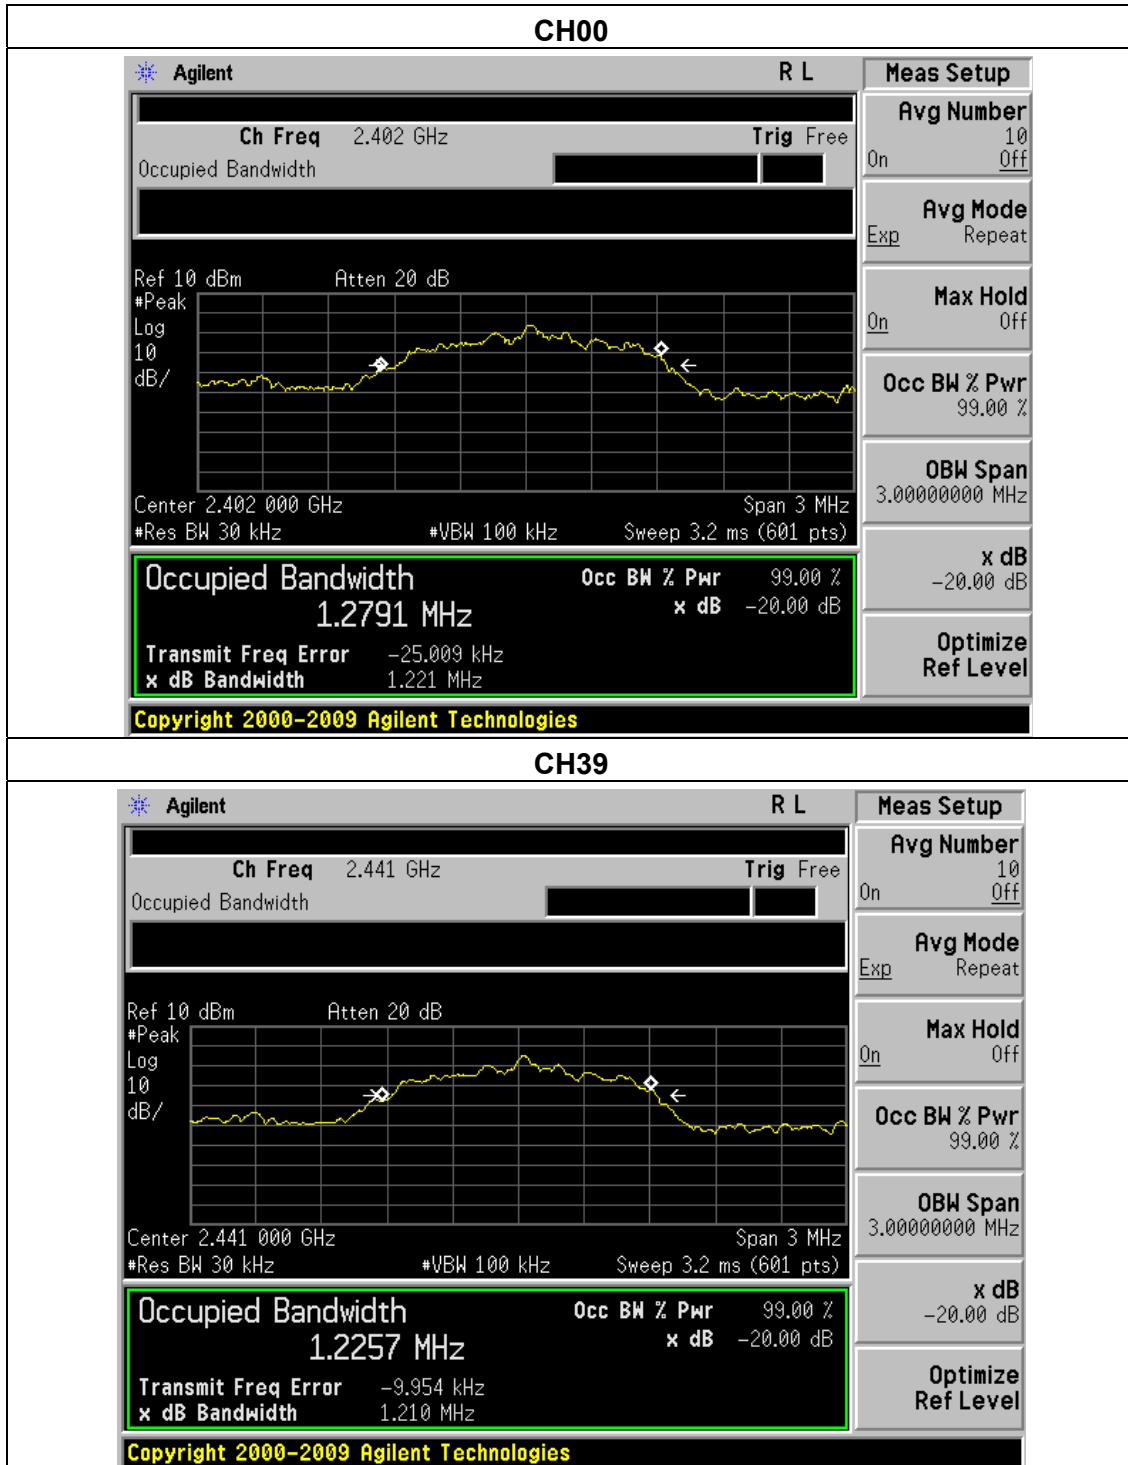 CH00
Agilent R L Meas Setup
Ch Freq 2.402 GHz Trig Free
Occupied Bandwidth
Avg Number
10
On Off
Avg Mode
Exp Repeat
Max Hold
On Off
Occ BW % Pwr
99.00 %
OBW Span
3.00000000 MHz
x dB
-20.00 dB
Optimize
Ref Level
Ref 10 dBm Atten 20 dB
#Peak
Log
10
dB/
Center 2.402 000 GHz Span 3 MHz
#Res BW 30 kHz #VBW 100 kHz Sweep 3.2 ms (601 pts)
Occupied Bandwidth Occ BW % Pwr 99.00 %
1.2791 MHz x dB -20.00 dB
Transmit Freq Error -25.009 kHz
x dB Bandwidth 1.221 MHz
Copyright 2000-2009 Agilent Technologies
CH39
Agilent R L Meas Setup
Ch Freq 2.441 GHz Trig Free
Occupied Bandwidth
Avg Number
10
On Off
Avg Mode
Exp Repeat
Max Hold
On Off
Occ BW % Pwr
99.00 %
OBW Span
3.00000000 MHz
x dB
-20.00 dB
Optimize
Ref Level
Ref 10 dBm Atten 20 dB
#Peak
Log
10
dB/
Center 2.441 000 GHz Span 3 MHz
#Res BW 30 kHz #VBW 100 kHz Sweep 3.2 ms (601 pts)
Occupied Bandwidth Occ BW % Pwr 99.00 %
1.2257 MHz x dB -20.00 dB
Transmit Freq Error -9.954 kHz
x dB Bandwidth 1.210 MHz
Copyright 2000-2009 Agilent Technologies